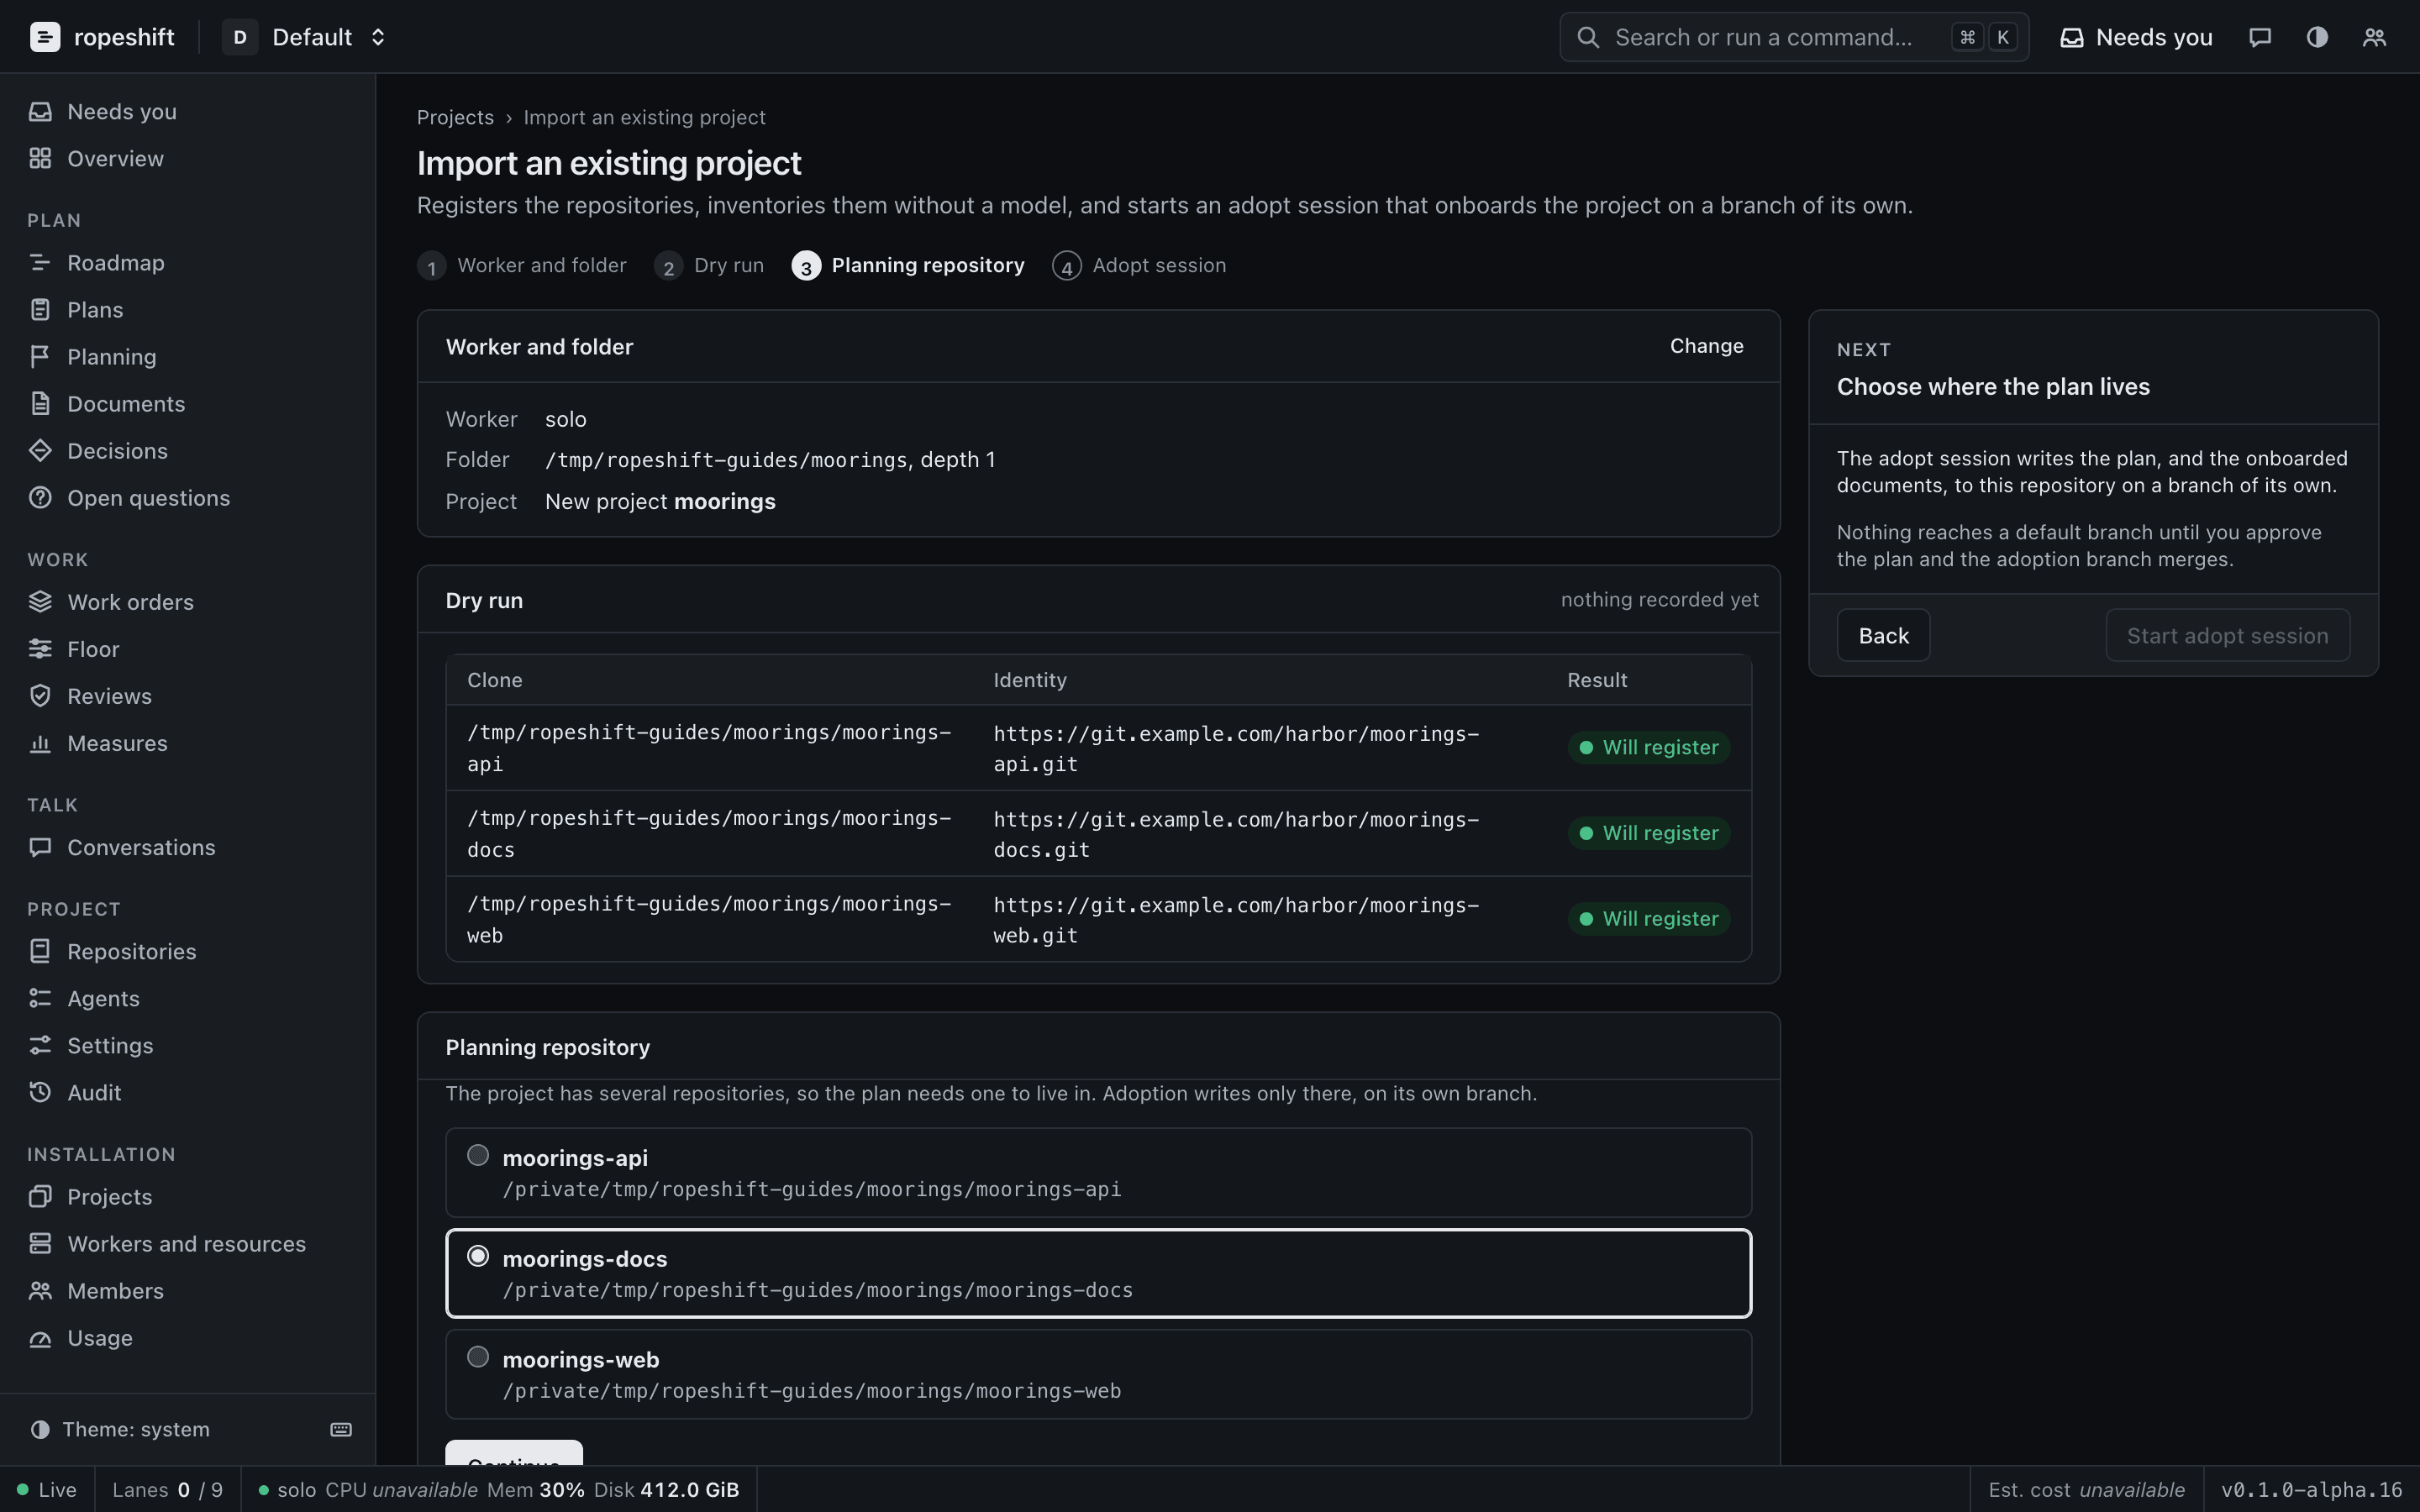 ropeshift
D Default
Search or run a command... ⌘ K
Needs you
Needs you
Overview
PLAN
Roadmap
Plans
Planning
Documents
Decisions
Open questions
WORK
Work orders
Floor
Reviews
Measures
TALK
Conversations
PROJECT
Repositories
Agents
Settings
Audit
INSTALLATION
Projects
Workers and resources
Members
Usage
Theme: system
Projects › Import an existing project
Import an existing project
Registers the repositories, inventories them without a model, and starts an adopt session that onboards the project on a branch of its own.
1 Worker and folder 2 Dry run 3 Planning repository 4 Adopt session
Worker and folder Change
Worker solo
Folder /tmp/ropeshift-guides/moorings, depth 1
Project New project moorings
Dry run nothing recorded yet
Clone Identity Result
/tmp/ropeshift-guides/moorings/moorings-
api
https://git.example.com/harbor/moorings-
api.git
Will register
/tmp/ropeshift-guides/moorings/moorings-
docs
https://git.example.com/harbor/moorings-
docs.git
Will register
/tmp/ropeshift-guides/moorings/moorings-
web
https://git.example.com/harbor/moorings-
web.git
Will register
Planning repository
The project has several repositories, so the plan needs one to live in. Adoption writes only there, on its own branch.
moorings-api
/private/tmp/ropeshift-guides/moorings/moorings-api
moorings-docs
/private/tmp/ropeshift-guides/moorings/moorings-docs
moorings-web
/private/tmp/ropeshift-guides/moorings/moorings-web
Continue
NEXT
Choose where the plan lives
The adopt session writes the plan, and the onboarded
documents, to this repository on a branch of its own.
Nothing reaches a default branch until you approve
the plan and the adoption branch merges.
Back Start adopt session
Live Lanes 0 / 9 solo CPU unavailable Mem 30% Disk 412.0 GiB Est. cost unavailable v0.1.0-alpha.16